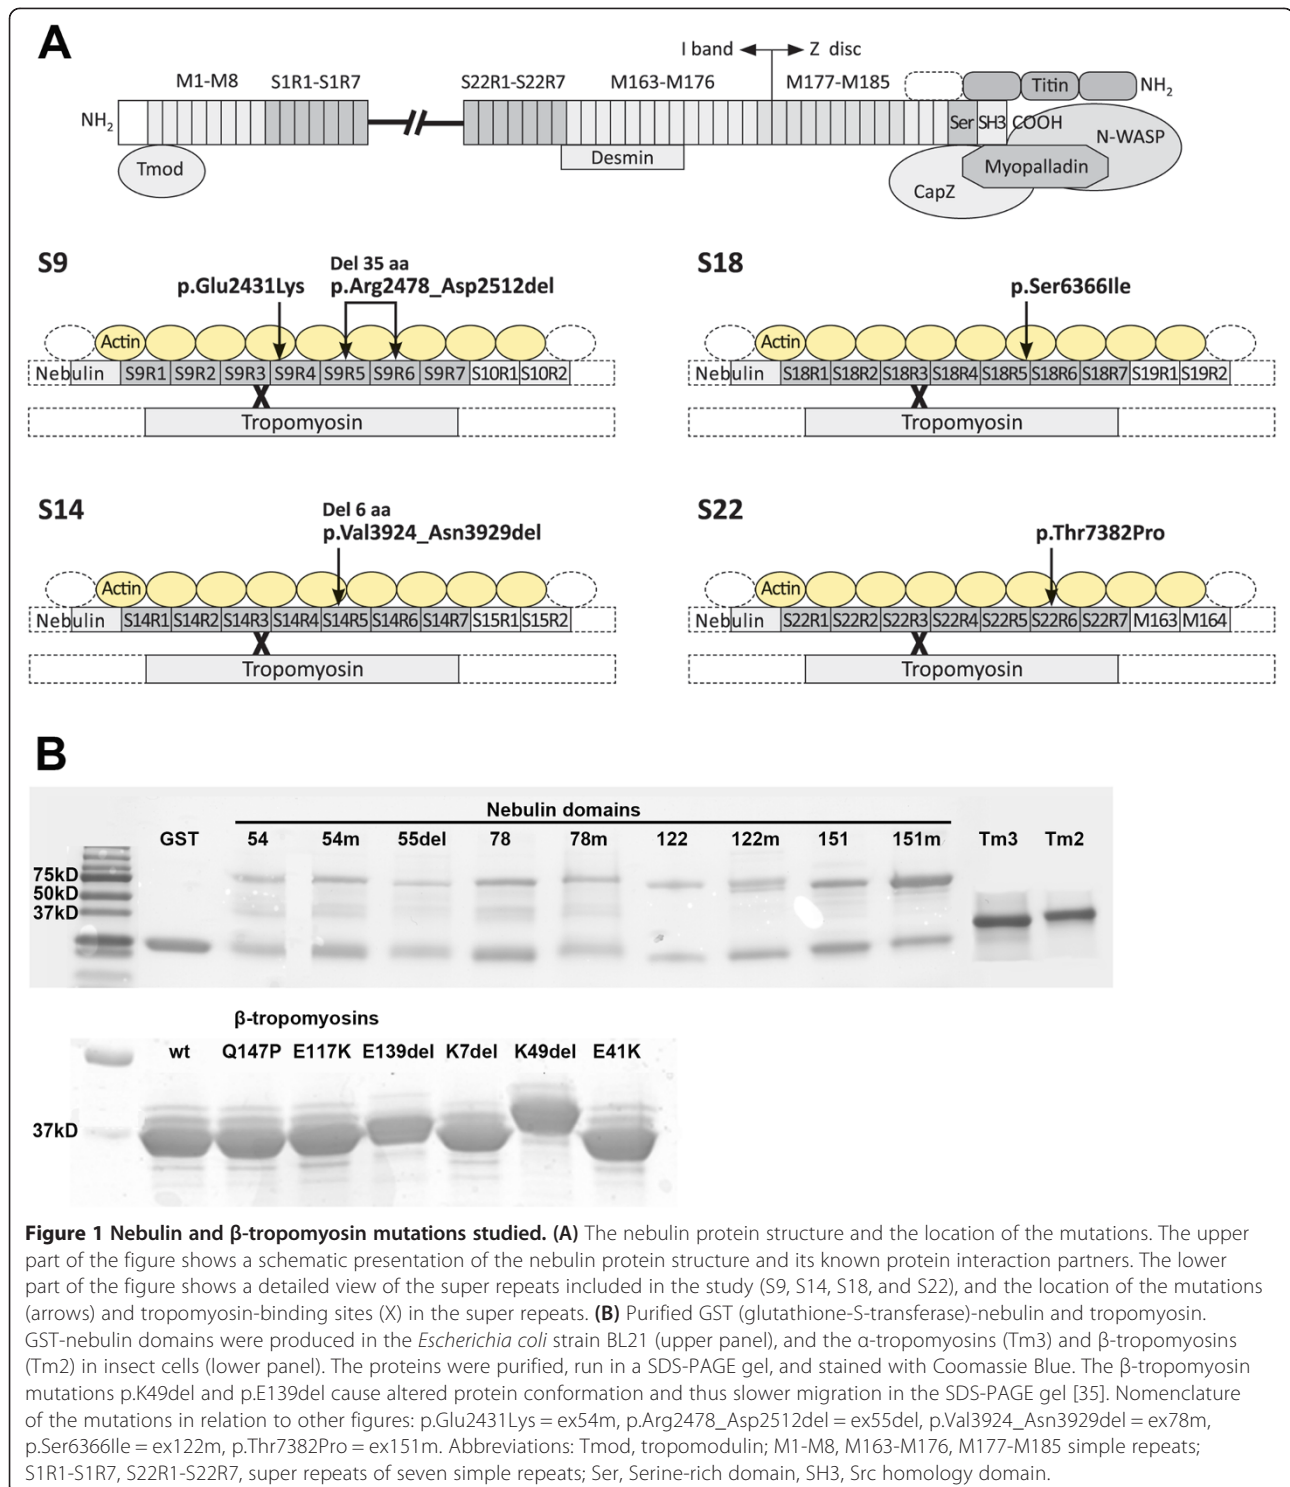 A
I band Z disc
M1-M8 S1R1-S1R7 S22R1-S22R7 M163-M176 M177-M185
NH2 Titin NH2
Ser SH3 COOH
N-WASP
Desmin
Tmod Myopalladin
CapZ
S9
Del 35 aa
p.Glu2431Lys p.Arg2478_Asp2512del
Actin
Nebulin S9R1 S9R2 S9R3 S9R4 S9R5 S9R6 S9R7 S10R1 S10R2
X
Tropomyosin
S18
p.Ser6366Ile
Actin
Nebulin S18R1 S18R2 S18R3 S18R4 S18R5 S18R6 S18R7 S19R1 S19R2
X
Tropomyosin
S14
Del 6 aa
p.Val3924_Asn3929del
Actin
Nebulin S14R1 S14R2 S14R3 S14R4 S14R5 S14R6 S14R7 S15R1 S15R2
X
Tropomyosin
S22
p.Thr7382Pro
Actin
Nebulin S22R1 S22R2 S22R3 S22R4 S22R5 S22R6 S22R7 M163 M164
X
Tropomyosin
B
Nebulin domains
GST 54 54m 55del 78 78m 122 122m 151 151m Tm3 Tm2
75kD
50kD
37kD
β-tropomyosins
wt Q147P E117K E139del K7del K49del E41K
37kD
Figure 1 Nebulin and β-tropomyosin mutations studied. (A) The nebulin protein structure and the location of the mutations. The upper
part of the figure shows a schematic presentation of the nebulin protein structure and its known protein interaction partners. The lower
part of the figure shows a detailed view of the super repeats included in the study (S9, S14, S18, and S22), and the location of the mutations
(arrows) and tropomyosin-binding sites (X) in the super repeats. (B) Purified GST (glutathione-S-transferase)-nebulin and tropomyosin.
GST-nebulin domains were produced in the Escherichia coli strain BL21 (upper panel), and the α-tropomyosins (Tm3) and β-tropomyosins
(Tm2) in insect cells (lower panel). The proteins were purified, run in a SDS-PAGE gel, and stained with Coomassie Blue. The β-tropomyosin
mutations p.K49del and p.E139del cause altered protein conformation and thus slower migration in the SDS-PAGE gel [35]. Nomenclature
of the mutations in relation to other figures: p.Glu2431Lys = ex54m, p.Arg2478_Asp2512del = ex55del, p.Val3924_Asn3929del = ex78m,
p.Ser6366Ile = ex122m, p.Thr7382Pro = ex151m. Abbreviations: Tmod, tropomodulin; M1-M8, M163-M176, M177-M185 simple repeats;
S1R1-S1R7, S22R1-S22R7, super repeats of seven simple repeats; Ser, Serine-rich domain, SH3, Src homology domain.